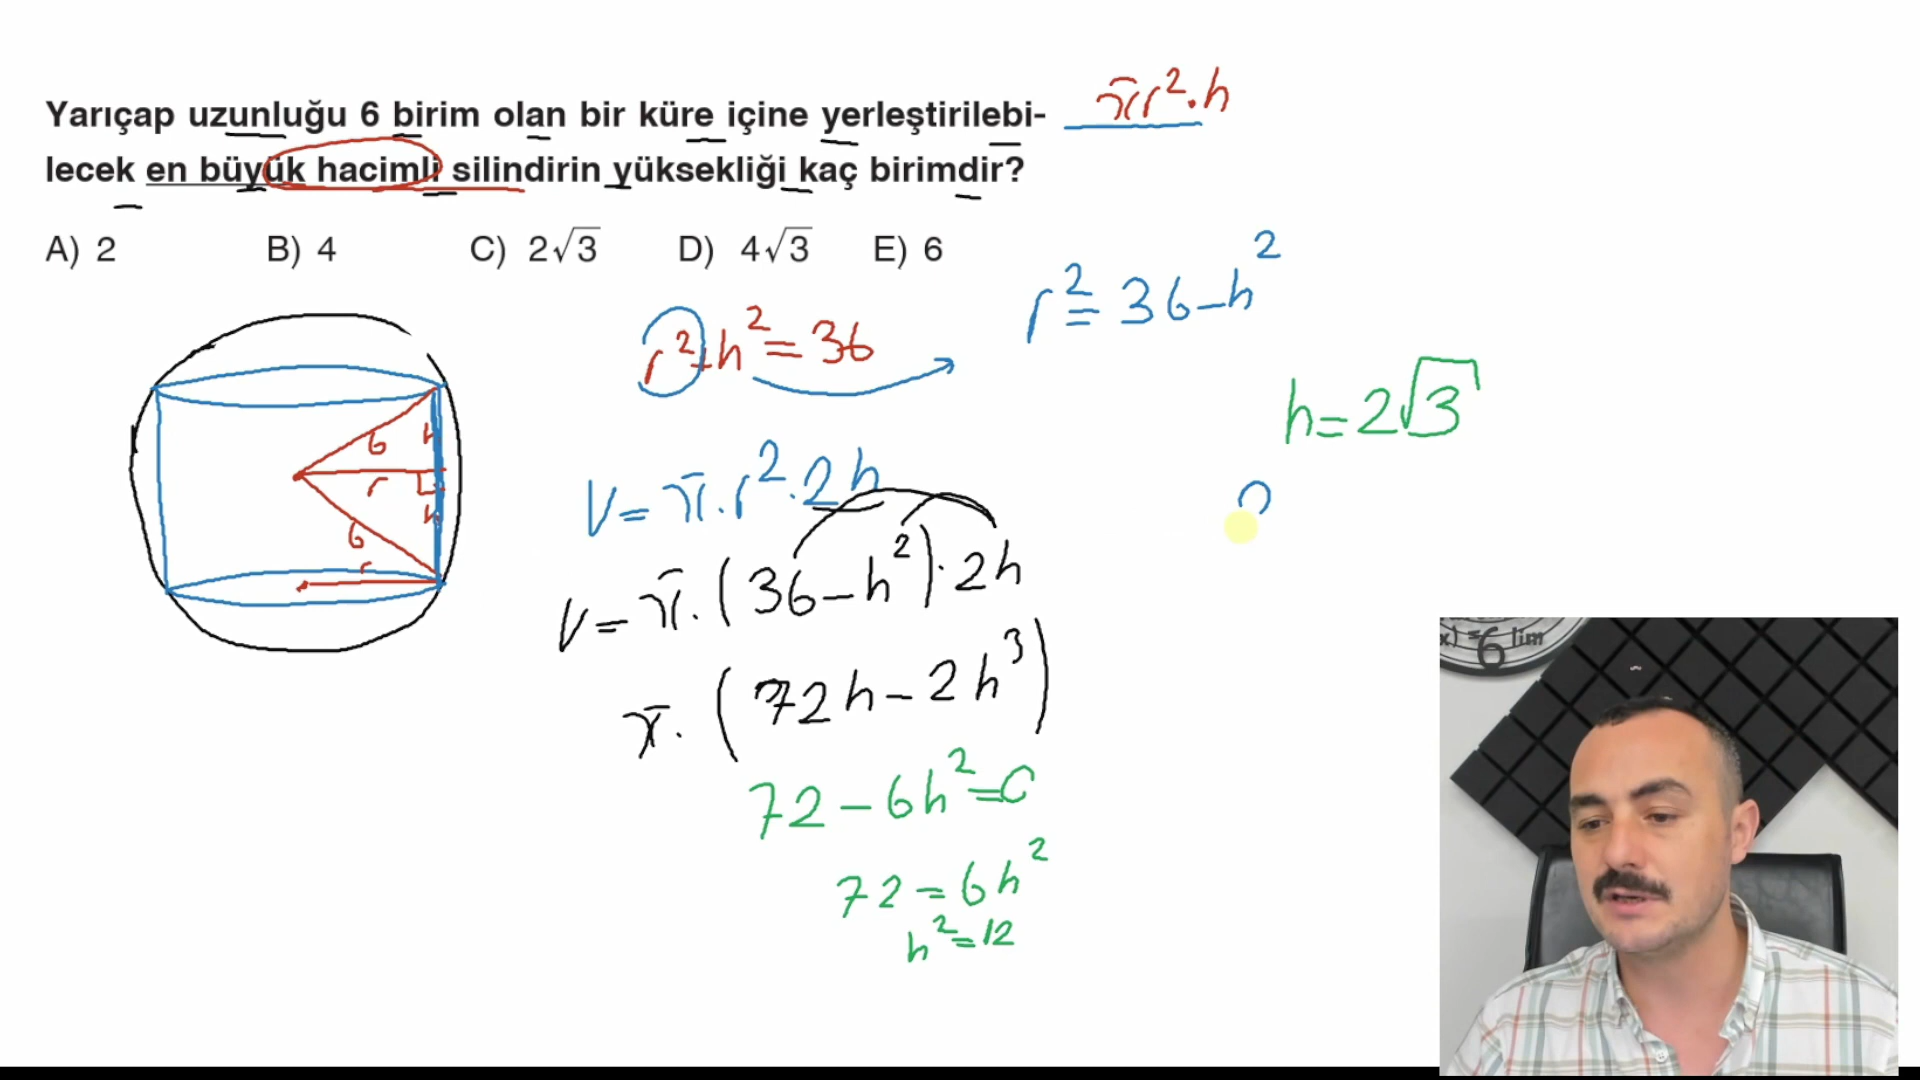 Yarıçap uzunluğu 6 birim olan bir küre içine yerleştirilebi-
lecek en büyük hacimli silindirin yüksekliği kaç birimdir?
πr²·h
A) 2 B) 4 C) 2√3 D) 4√3 E) 6
r² = 36 - h²
r² + h² = 36
h = 2√3
6 h
r
6 h
r
V = π·r²·2h
V = π·(36 - h²)·2h
π·(72h - 2h³)
72 - 6h² = 0
72 = 6h²
h² = 12
x) = 6 lim